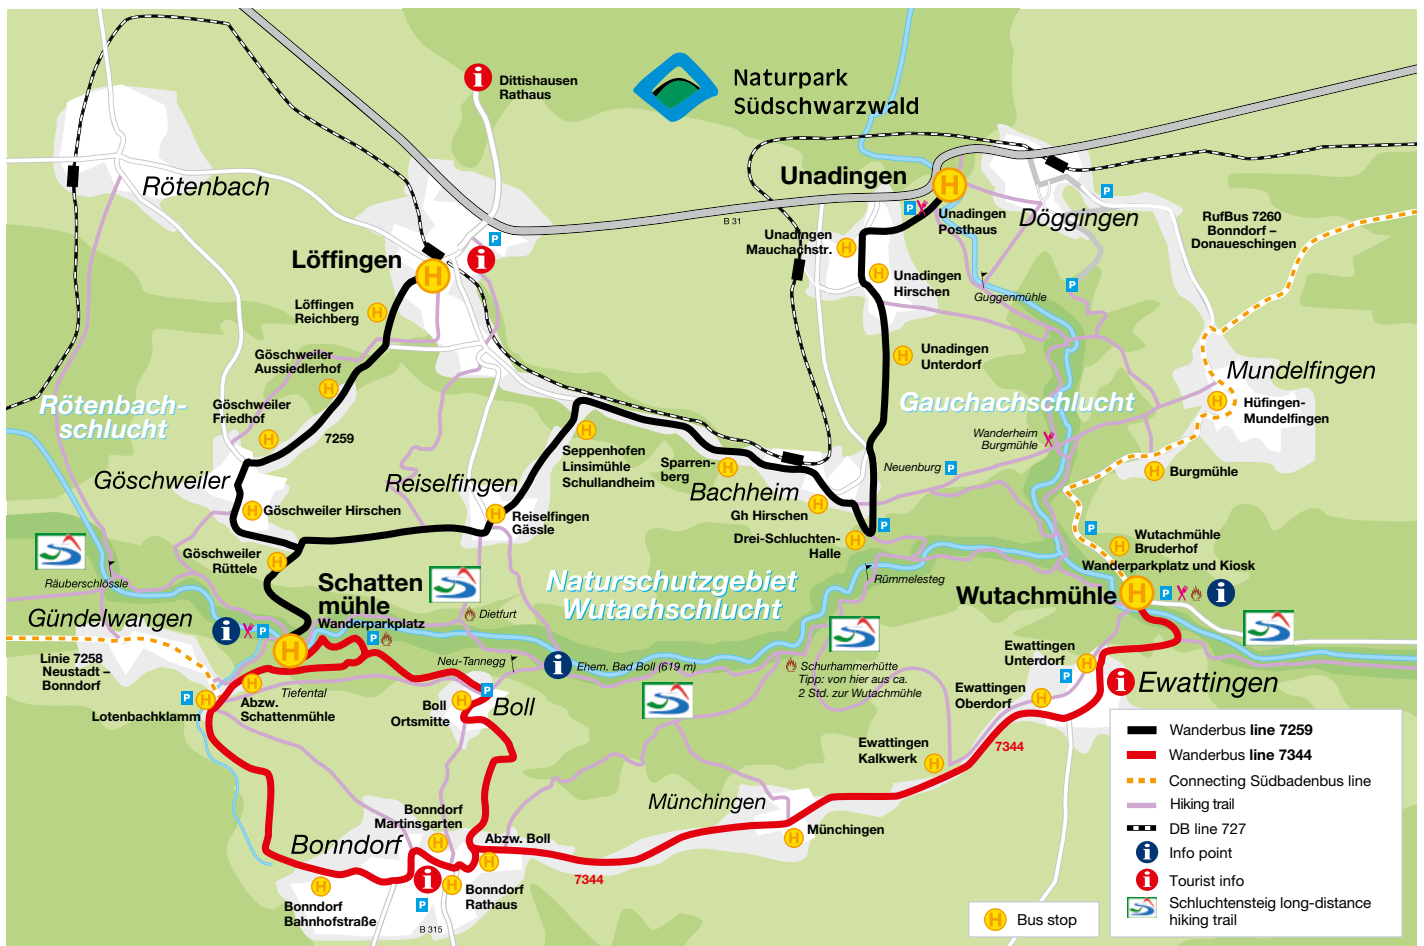 Naturpark
Südschwarzwald
Dittishausen
Rathaus
Rötenbach
Unadingen
Unadingen
Posthaus
Döggingen
RufBus 7260
Bonndorf –
Donaueschingen
B 31
Unadingen
Mauchachstr.
Löffingen
Unadingen
Hirschen
Guggenmühle
Löffingen
Reichberg
Göschweiler
Aussiedlerhof
Unadingen
Unterdorf
Mundelfingen
Göschweiler
Friedhof
Rötenbach-
schlucht
Gauchachschlucht
Hüfingen-
Mundelfingen
7259
Wanderheim
Burgmühle
Seppenhofen
Linsimühle
Schullandheim
Sparren-
berg
Neuenburg
Burgmühle
Göschweiler
Reiselfingen
Bachheim
Göschweiler Hirschen
Reiselfingen
Gässle
Gh Hirschen
Drei-Schluchten-
Halle
Wutachmühle
Bruderhof
Wanderparkplatz und Kiosk
Göschweiler
Rüttele
Räuberschlössle
Schatten
mühle
Wanderparkplatz
Naturschutzgebiet
Wutachschlucht
Rümmelesteg
Wutachmühle
Dietfurt
Gündelwangen
Linie 7258
Neustadt –
Bonndorf
Neu-Tannegg
Ehem. Bad Boll (619 m)
Schurhammerhütte
Tipp: von hier aus ca.
2 Std. zur Wutachmühle
Ewattingen
Unterdorf
Ewattingen
Tiefental
Lotenbachklamm
Abzw.
Schattenmühle
Boll
Ortsmitte
Boll
Ewattingen
Oberdorf
7344
Ewattingen
Kalkwerk
Münchingen
Münchingen
Bonndorf
Martinsgarten
Bonndorf
Abzw. Boll
7344
Bonndorf
Rathaus
Bonndorf
Bahnhofstraße
B 315
Wanderbus line 7259
Wanderbus line 7344
Connecting Südbadenbus line
Hiking trail
DB line 727
Info point
Tourist info
Schluchtensteig long-distance
hiking trail
H Bus stop